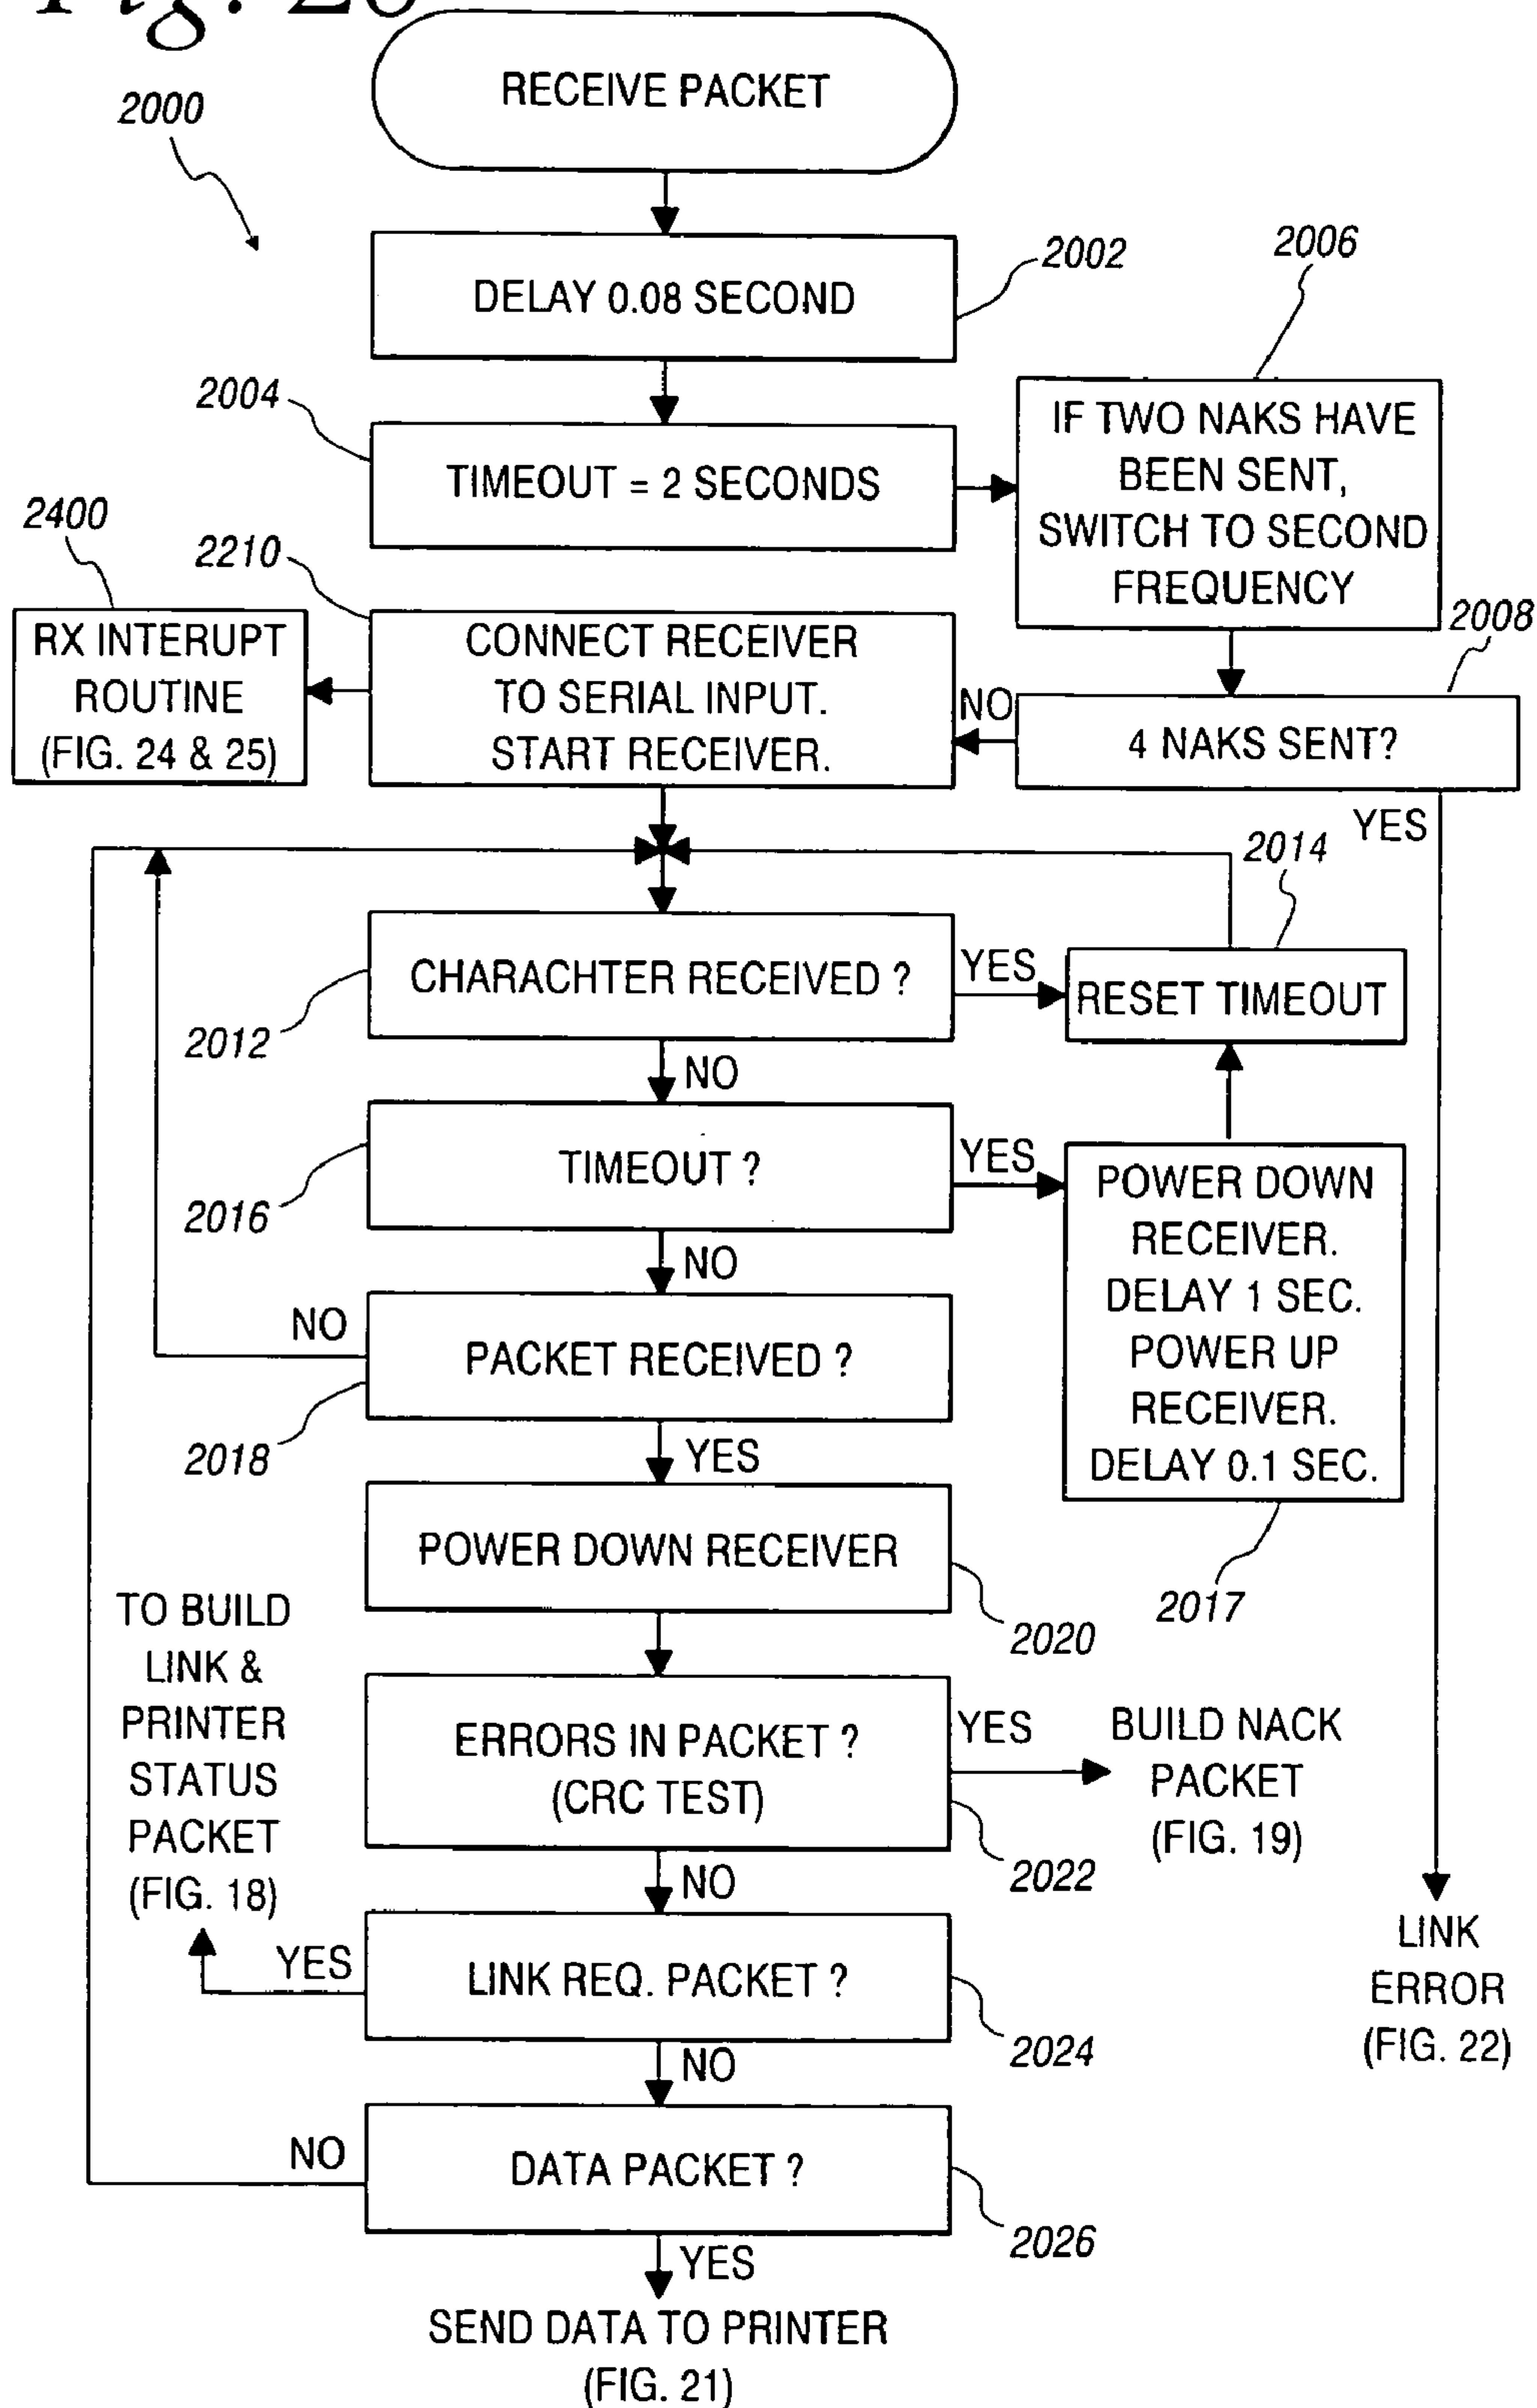 Fig. 20
RECEIVE PACKET
2000
DELAY 0.08 SECOND
2002
2006
2004
TIMEOUT = 2 SECONDS
IF TWO NAKS HAVE
BEEN SENT,
SWITCH TO SECOND
FREQUENCY
2400
2210
RX INTERUPT
ROUTINE
(FIG. 24 & 25)
CONNECT RECEIVER
TO SERIAL INPUT.
START RECEIVER.
NO
2008
4 NAKS SENT?
YES
2014
CHARACHTER RECEIVED ?
YES
RESET TIMEOUT
2012
NO
TIMEOUT ?
YES
2016
POWER DOWN
RECEIVER.
DELAY 1 SEC.
POWER UP
RECEIVER.
DELAY 0.1 SEC.
2017
NO
NO
PACKET RECEIVED ?
2018
YES
POWER DOWN RECEIVER
2020
TO BUILD
LINK &
PRINTER
STATUS
PACKET
(FIG. 18)
ERRORS IN PACKET ?
(CRC TEST)
YES
BUILD NACK
PACKET
(FIG. 19)
2022
NO
YES
LINK REQ. PACKET ?
2024
LINK
ERROR
(FIG. 22)
NO
NO
DATA PACKET ?
2026
YES
SEND DATA TO PRINTER
(FIG. 21)